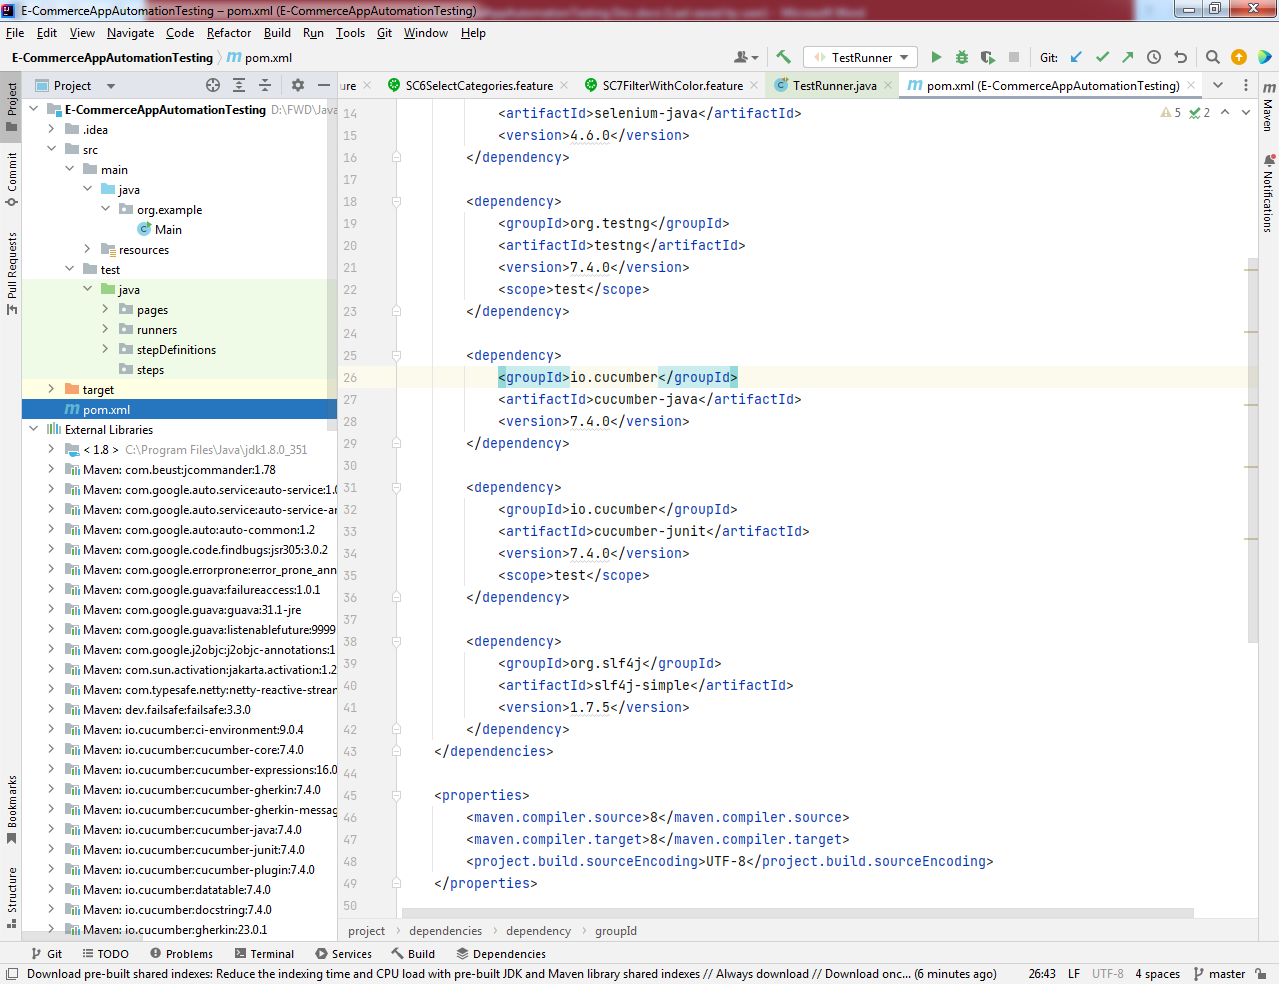 E-CommerceAppAutomationTesting – pom.xml (E-CommerceAppAutomationTesting)
File Edit View Navigate Code Refactor Build Run Tools Git Window Help
E-CommerceAppAutomationTesting pom.xml
TestRunner Git:
Project
ure SC6SelectCategories.feature SC7FilterWithColor.feature TestRunner.java pom.xml (E-CommerceAppAutomationTesting)
Project
Commit
Pull Requests
Bookmarks
Structure
E-CommerceAppAutomationTesting D:\FWD\Java
.idea
src
main
java
org.example
Main
resources
test
java
pages
runners
stepDefinitions
steps
target
pom.xml
External Libraries
< 1.8 > C:\Program Files\Java\jdk1.8.0_351
Maven: com.beust:jcommander:1.78
Maven: com.google.auto.service:auto-service:1.0
Maven: com.google.auto.service:auto-service-an
Maven: com.google.auto:auto-common:1.2
Maven: com.google.code.findbugs:jsr305:3.0.2
Maven: com.google.errorprone:error_prone_ann
Maven: com.google.guava:failureaccess:1.0.1
Maven: com.google.guava:guava:31.1-jre
Maven: com.google.guava:listenablefuture:9999
Maven: com.google.j2objc:j2objc-annotations:1
Maven: com.sun.activation:jakarta.activation:1.2
Maven: com.typesafe.netty:netty-reactive-stream
Maven: dev.failsafe:failsafe:3.3.0
Maven: io.cucumber:ci-environment:9.0.4
Maven: io.cucumber:cucumber-core:7.4.0
Maven: io.cucumber:cucumber-expressions:16.0
Maven: io.cucumber:cucumber-gherkin:7.4.0
Maven: io.cucumber:cucumber-gherkin-messag
Maven: io.cucumber:cucumber-java:7.4.0
Maven: io.cucumber:cucumber-junit:7.4.0
Maven: io.cucumber:cucumber-plugin:7.4.0
Maven: io.cucumber:datatable:7.4.0
Maven: io.cucumber:docstring:7.4.0
Maven: io.cucumber:gherkin:23.0.1
5 2
14 <artifactId>selenium-java</artifactId>
15 <version>4.6.0</version>
16 </dependency>
17
18 <dependency>
19 <groupId>org.testng</groupId>
20 <artifactId>testng</artifactId>
21 <version>7.4.0</version>
22 <scope>test</scope>
23 </dependency>
24
25 <dependency>
26 <groupId>io.cucumber</groupId>
27 <artifactId>cucumber-java</artifactId>
28 <version>7.4.0</version>
29 </dependency>
30
31 <dependency>
32 <groupId>io.cucumber</groupId>
33 <artifactId>cucumber-junit</artifactId>
34 <version>7.4.0</version>
35 <scope>test</scope>
36 </dependency>
37
38 <dependency>
39 <groupId>org.slf4j</groupId>
40 <artifactId>slf4j-simple</artifactId>
41 <version>1.7.5</version>
42 </dependency>
43 </dependencies>
44
45 <properties>
46 <maven.compiler.source>8</maven.compiler.source>
47 <maven.compiler.target>8</maven.compiler.target>
48 <project.build.sourceEncoding>UTF-8</project.build.sourceEncoding>
49 </properties>
50
project dependencies dependency groupId
Maven
Notifications
Git TODO Problems Terminal Services Build Dependencies
Download pre-built shared indexes: Reduce the indexing time and CPU load with pre-built JDK and Maven library shared indexes // Always download // Download onc... (6 minutes ago) 26:43 LF UTF-8 4 spaces master